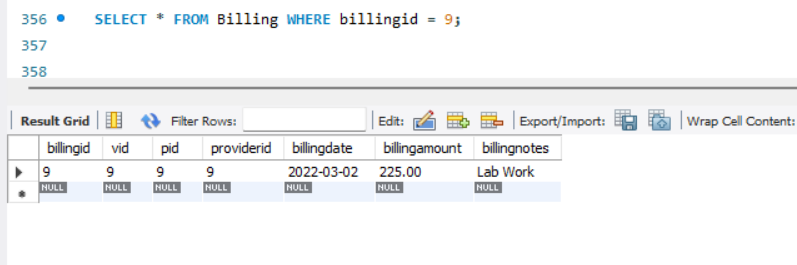 356 SELECT * FROM Billing WHERE billingid = 9;
357
358
Result Grid Filter Rows: Edit: Export/Import: Wrap Cell Content:
billingid vid pid providerid billingdate billingamount billingnotes
9 9 9 9 2022-03-02 225.00 Lab Work
NULL NULL NULL NULL NULL NULL NULL